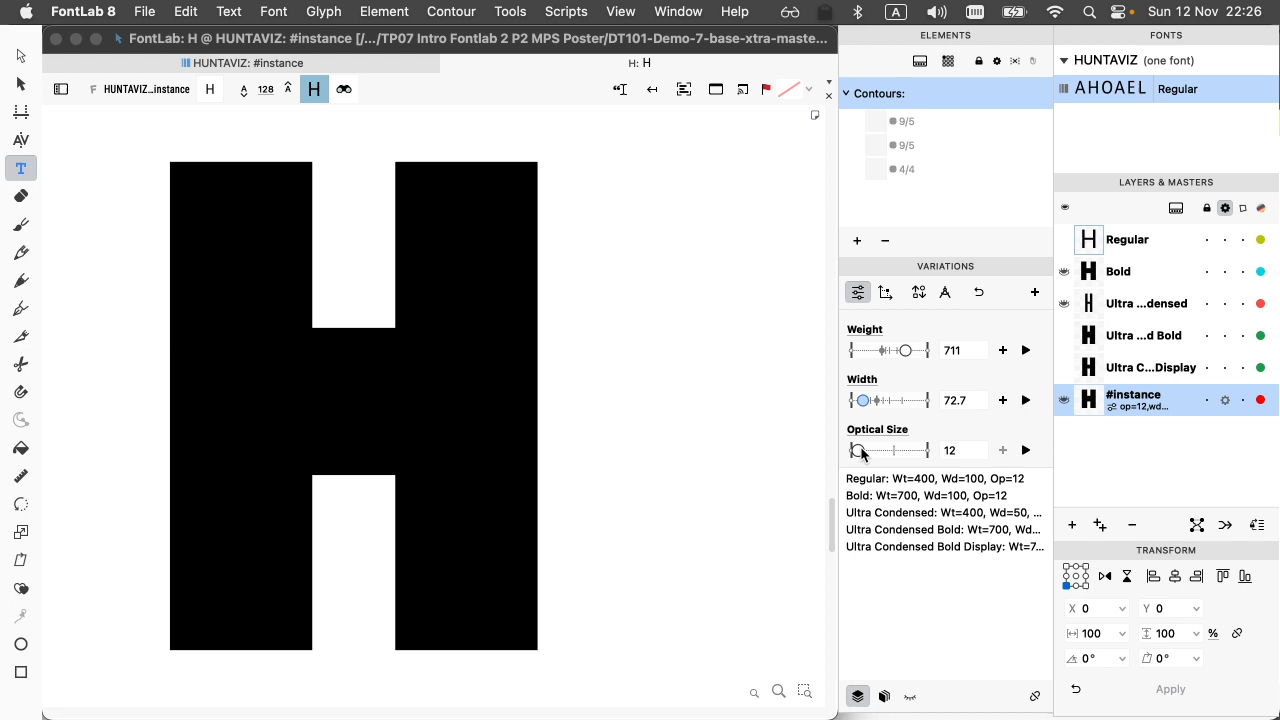 FontLab 8 File Edit Text Font Glyph Element Contour Tools Scripts View Window Help A Sun 12 Nov 22:26
FontLab: H @ HUNTAVIZ: #instance [/.../TP07 Intro Fontlab 2 P2 MPS Poster/DT101-Demo-7-base-xtra-maste...
HUNTAVIZ: #instance
H: H
F HUNTAVIZ...instance H 128 H
H
ELEMENTS
Contours:
9/5
9/5
4/4
VARIATIONS
Weight
711
Width
72.7
Optical Size
12
Regular: Wt=400, Wd=100, Op=12
Bold: Wt=700, Wd=100, Op=12
Ultra Condensed: Wt=400, Wd=50, ...
Ultra Condensed Bold: Wt=700, Wd...
Ultra Condensed Bold Display: Wt=7...
FONTS
HUNTAVIZ (one font)
AHOAEL Regular
LAYERS & MASTERS
H Regular
H Bold
H Ultra ...densed
H Ultra ...d Bold
H Ultra C...Display
H #instance
op=12,wd...
TRANSFORM
X 0 Y 0
100 100 %
0° 0°
Apply